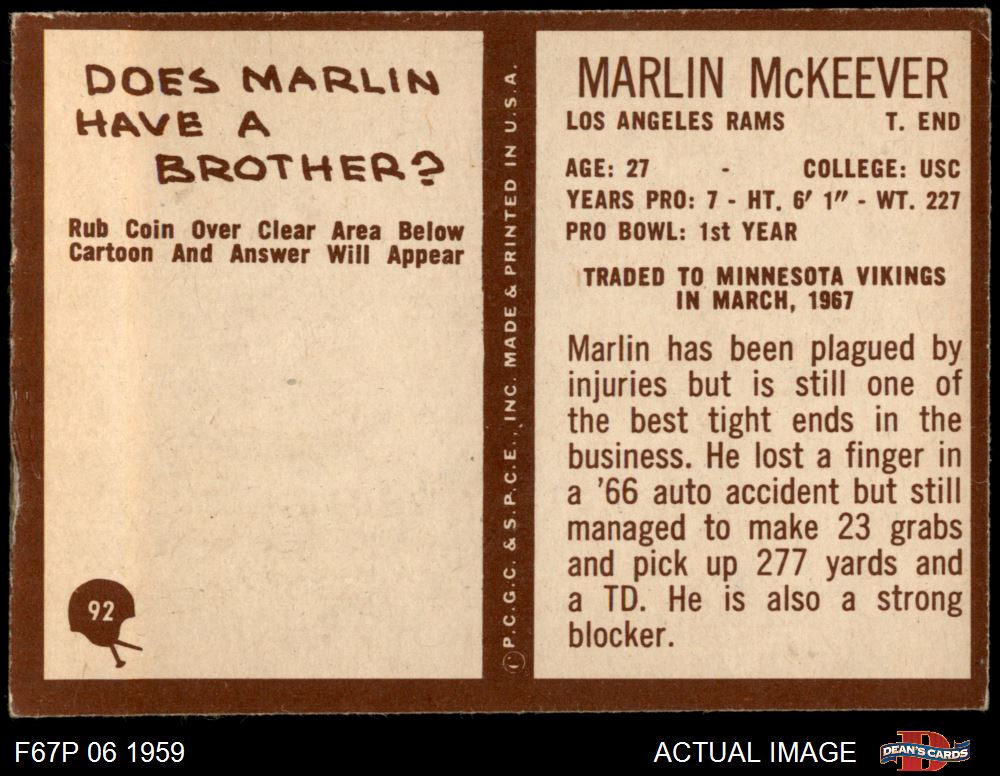 DOES MARLIN
HAVE A
BROTHER?
Rub Coin Over Clear Area Below
Cartoon And Answer Will Appear
92
P.C.G.C. & S.P.C.E., INC. MADE & PRINTED IN U.S.A.
MARLIN McKEEVER
LOS ANGELES RAMS T. END
AGE: 27 - COLLEGE: USC
YEARS PRO: 7 - HT. 6' 1" - WT. 227
PRO BOWL: 1st YEAR
TRADED TO MINNESOTA VIKINGS
IN MARCH, 1967
Marlin has been plagued by
injuries but is still one of
the best tight ends in the
business. He lost a finger in
a '66 auto accident but still
managed to make 23 grabs
and pick up 277 yards and
a TD. He is also a strong
blocker.
F67P 06 1959
ACTUAL IMAGE
D
DEAN'S CARDS